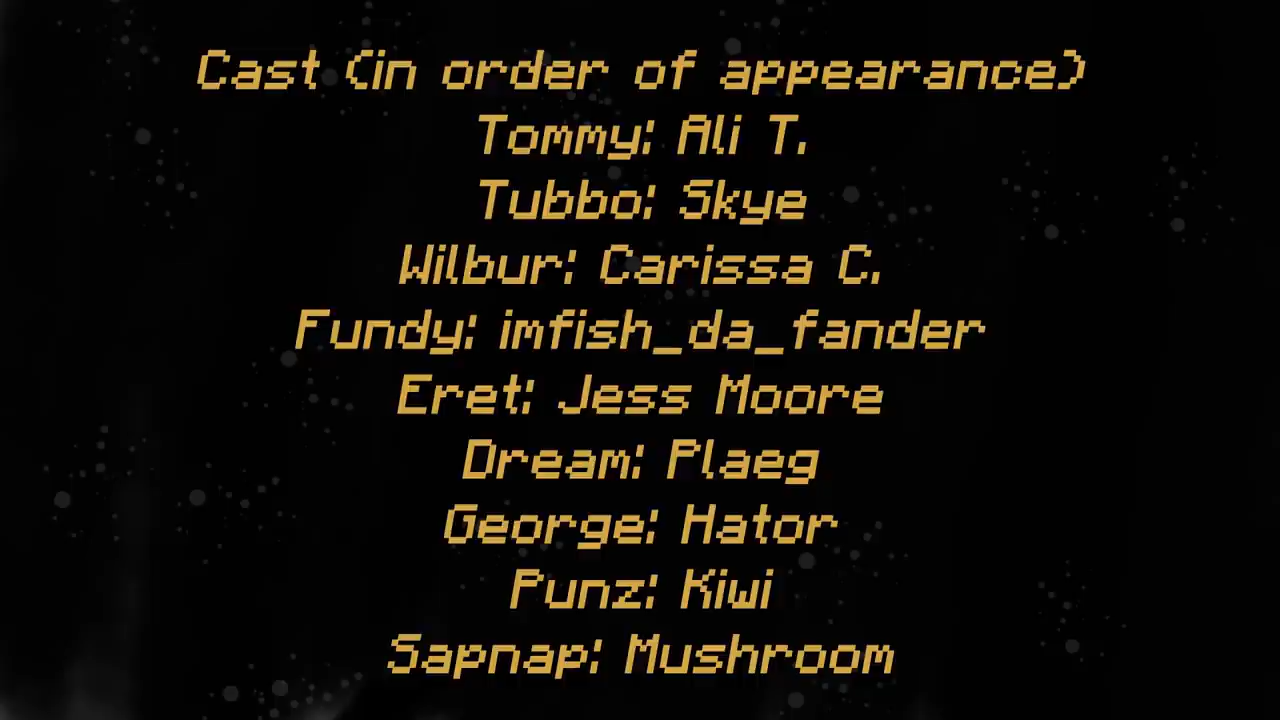 Cast (in order of appearance)
Tommy: Ali T.
Tubbo: Skye
Wilbur: Carissa C.
Fundy: imfish_da_fander
Eret: Jess Moore
Dream: Plaeg
George: Hator
Punz: Kiwi
Sapnap: Mushroom